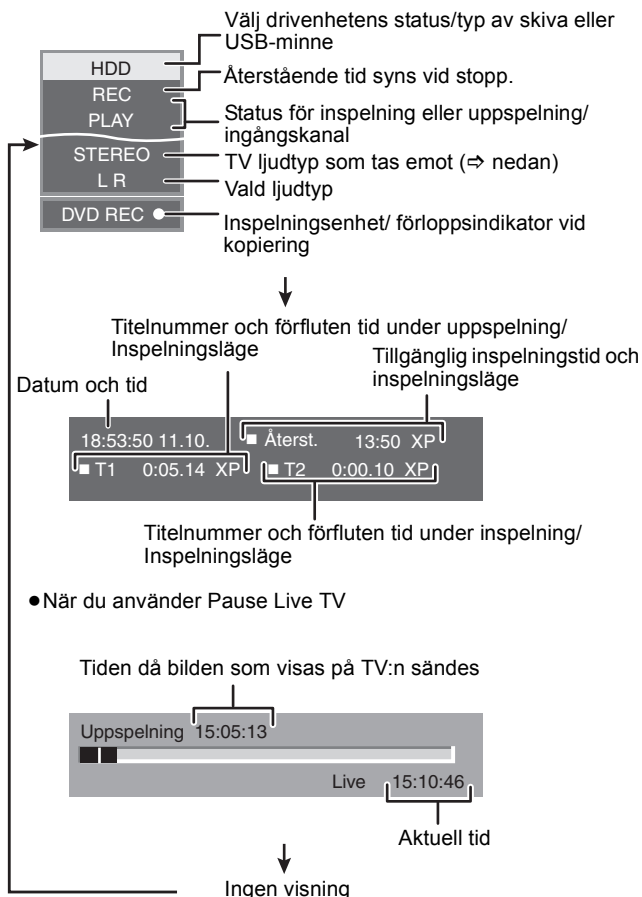 Välj drivenhetens status/typ av skiva eller
USB-minne
HDD
Återstående tid syns vid stopp.
REC
Status för inspelning eller uppspelning/
ingångskanal
PLAY
STEREO
TV ljudtyp som tas emot (⇨ nedan)
L R
Vald ljudtyp
DVD REC ●
Inspelningsenhet/ förloppsindikator vid
kopiering
Titelnummer och förfluten tid under uppspelning/
Inspelningsläge
Tillgänglig inspelningstid och
inspelningsläge
Datum och tid
18:53:50 11.10. ■ Återst. 13:50 XP
■ T1 0:05.14 XP ■ T2 0:00.10 XP
Titelnummer och förfluten tid under inspelning/
Inspelningsläge
●När du använder Pause Live TV
Tiden då bilden som visas på TV:n sändes
Uppspelning 15:05:13
Live 15:10:46
Aktuell tid
Ingen visning